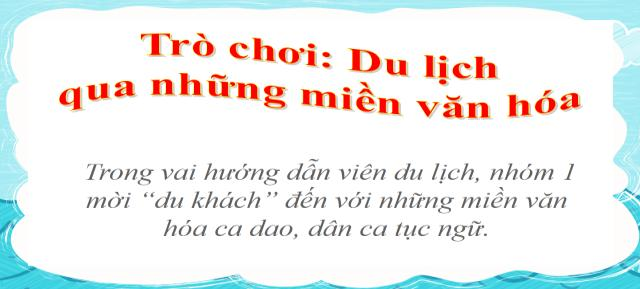 Trò chơi: Du lịch
qua những miền văn hóa
Trong vai hướng dẫn viên du lịch, nhóm 1
mời “du khách” đến với những miền văn
hóa ca dao, dân ca tục ngữ.